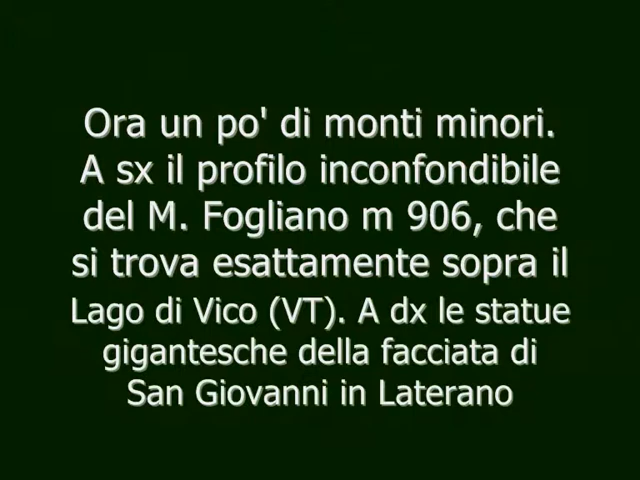 Ora un po' di monti minori.
A sx il profilo inconfondibile
del M. Fogliano m 906, che
si trova esattamente sopra il
Lago di Vico (VT). A dx le statue
gigantesche della facciata di
San Giovanni in Laterano